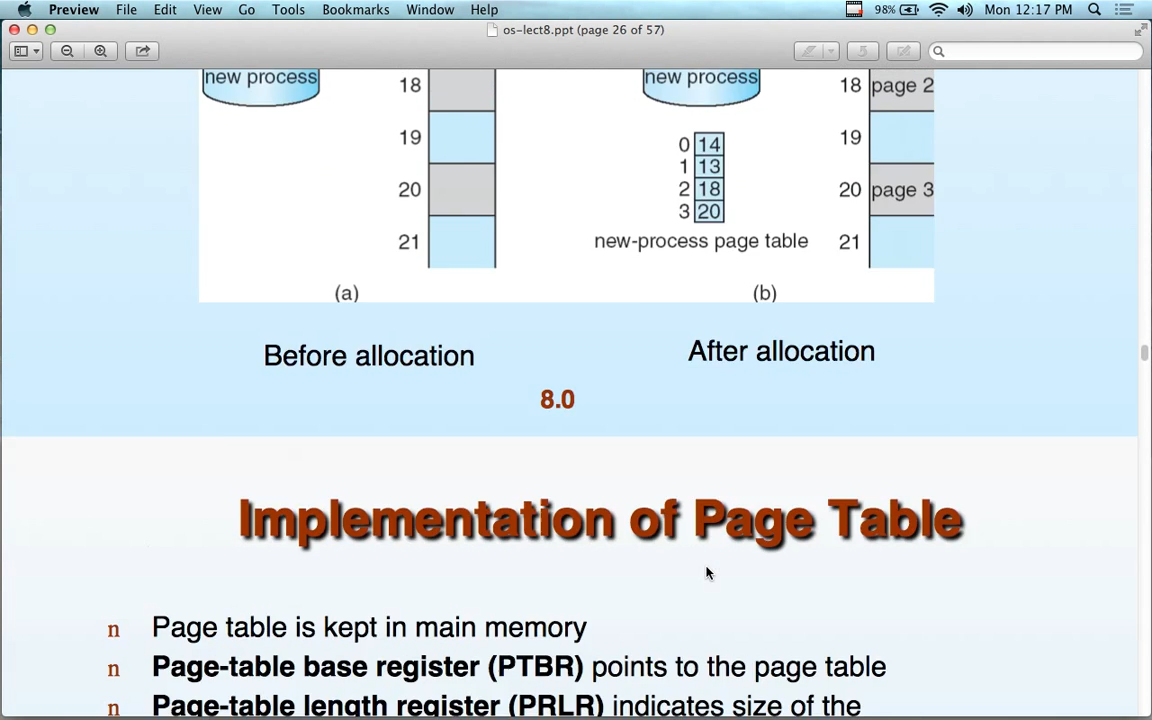 Preview File Edit View Go Tools Bookmarks Window Help 98% Mon 12:17 PM
os-lect8.ppt (page 26 of 57)
new process 18 new process 18 page 2
19 0 14 19
1 13
20 2 18 20 page 3
3 20
21 new-process page table 21
(a) (b)
Before allocation After allocation
8.0
Implementation of Page Table
n Page table is kept in main memory
n Page-table base register (PTBR) points to the page table
n Page-table length register (PRLR) indicates size of the